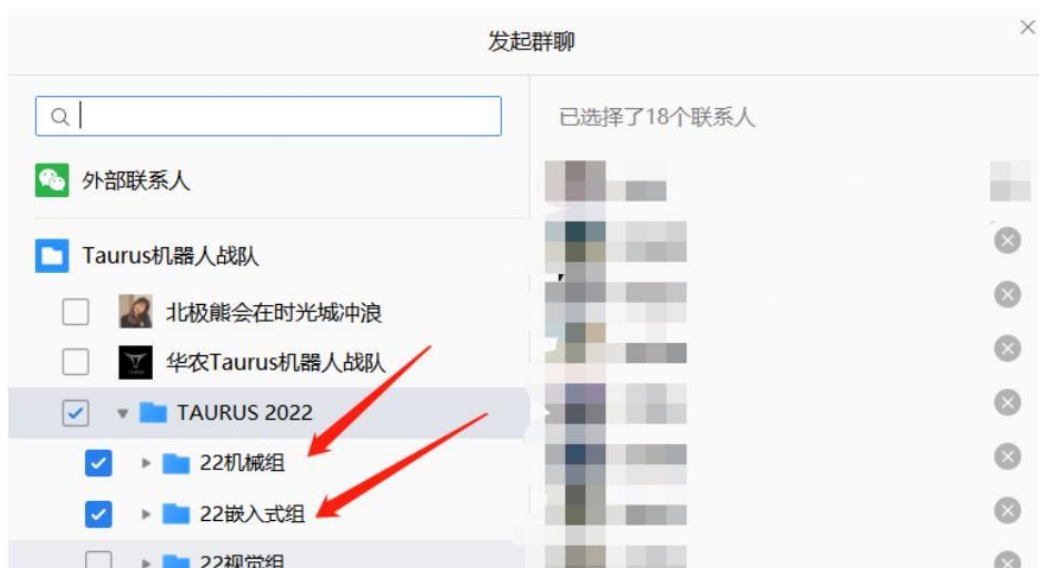 发起群聊
已选择了18个联系人
外部联系人
Taurus机器人战队
北极熊会在时光城冲浪
华农Taurus机器人战队
TAURUS 2022
22机械组
22嵌入式组
22视觉组